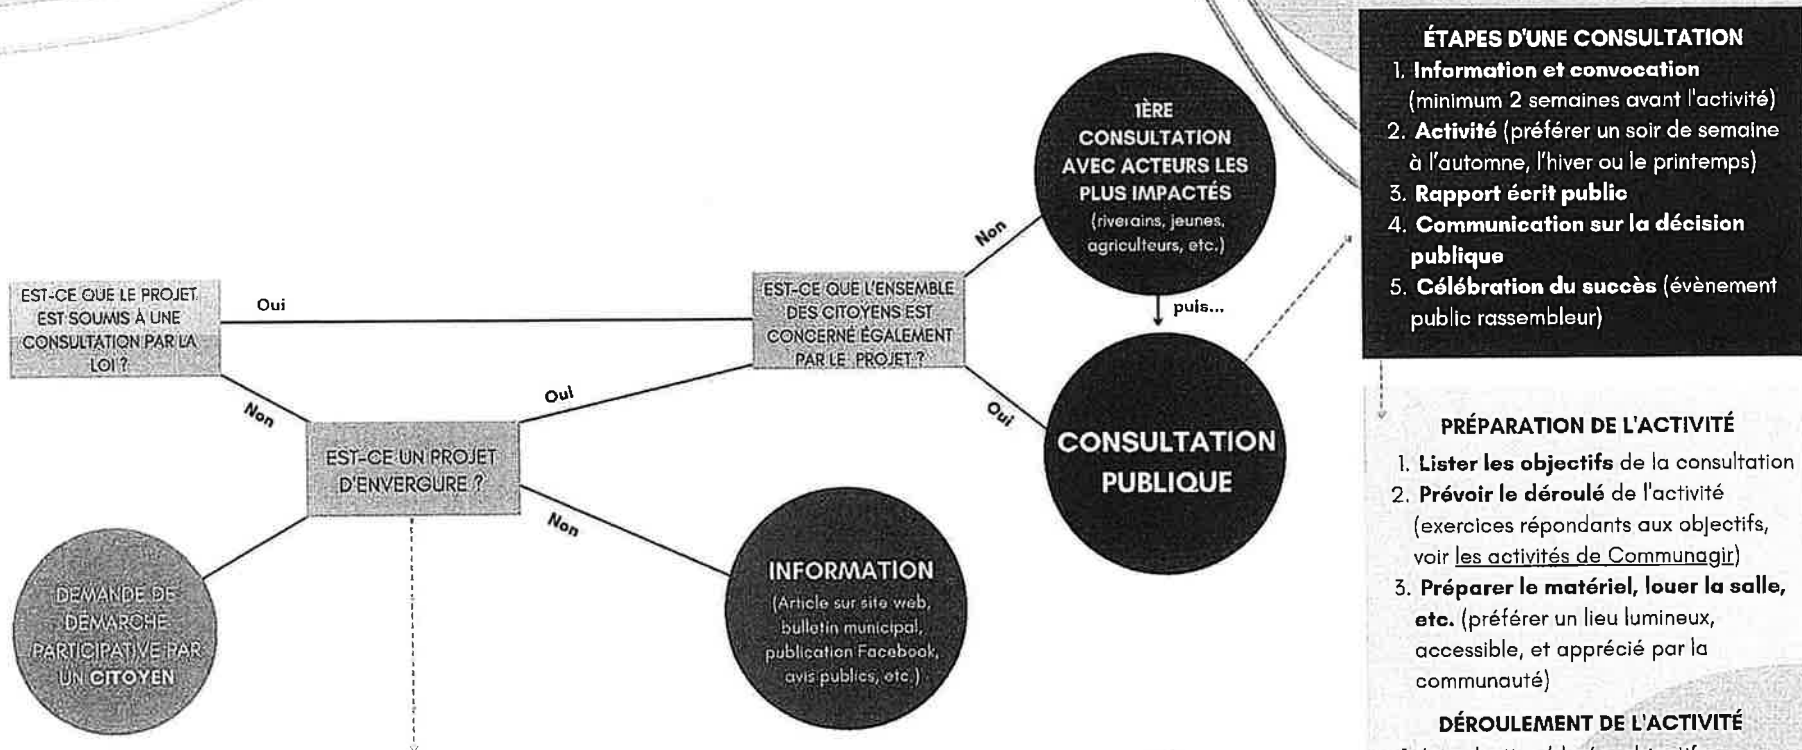 EST-CE QUE LE PROJET
EST SOUMIS À UNE
CONSULTATION PAR LA
LOI ?
Oui
Non
EST-CE UN PROJET
D'ENVERGURE ?
Oui
Non
DEMANDE DE
DÉMARCHE
PARTICIPATIVE PAR
UN CITOYEN
INFORMATION
(Article sur site web,
bulletin municipal,
publication Facebook,
avis publics, etc.)
EST-CE QUE L'ENSEMBLE
DES CITOYENS EST
CONCERNÉ ÉGALEMENT
PAR LE PROJET ?
Non
Oui
1ÈRE
CONSULTATION
AVEC ACTEURS LES
PLUS IMPACTÉS
(riverains, jeunes,
agriculteurs, etc.)
puis...
CONSULTATION
PUBLIQUE
ÉTAPES D'UNE CONSULTATION
1. Information et convocation
(minimum 2 semaines avant l'activité)
2. Activité (préférer un soir de semaine
à l'automne, l'hiver ou le printemps)
3. Rapport écrit public
4. Communication sur la décision
publique
5. Célébration du succès (évènement
public rassembleur)
PRÉPARATION DE L'ACTIVITÉ
1. Lister les objectifs de la consultation
2. Prévoir le déroulé de l'activité
(exercices répondants aux objectifs,
voir les activités de Communagir)
3. Préparer le matériel, louer la salle,
etc. (préférer un lieu lumineux,
accessible, et apprécié par la
communauté)
DÉROULEMENT DE L'ACTIVITÉ